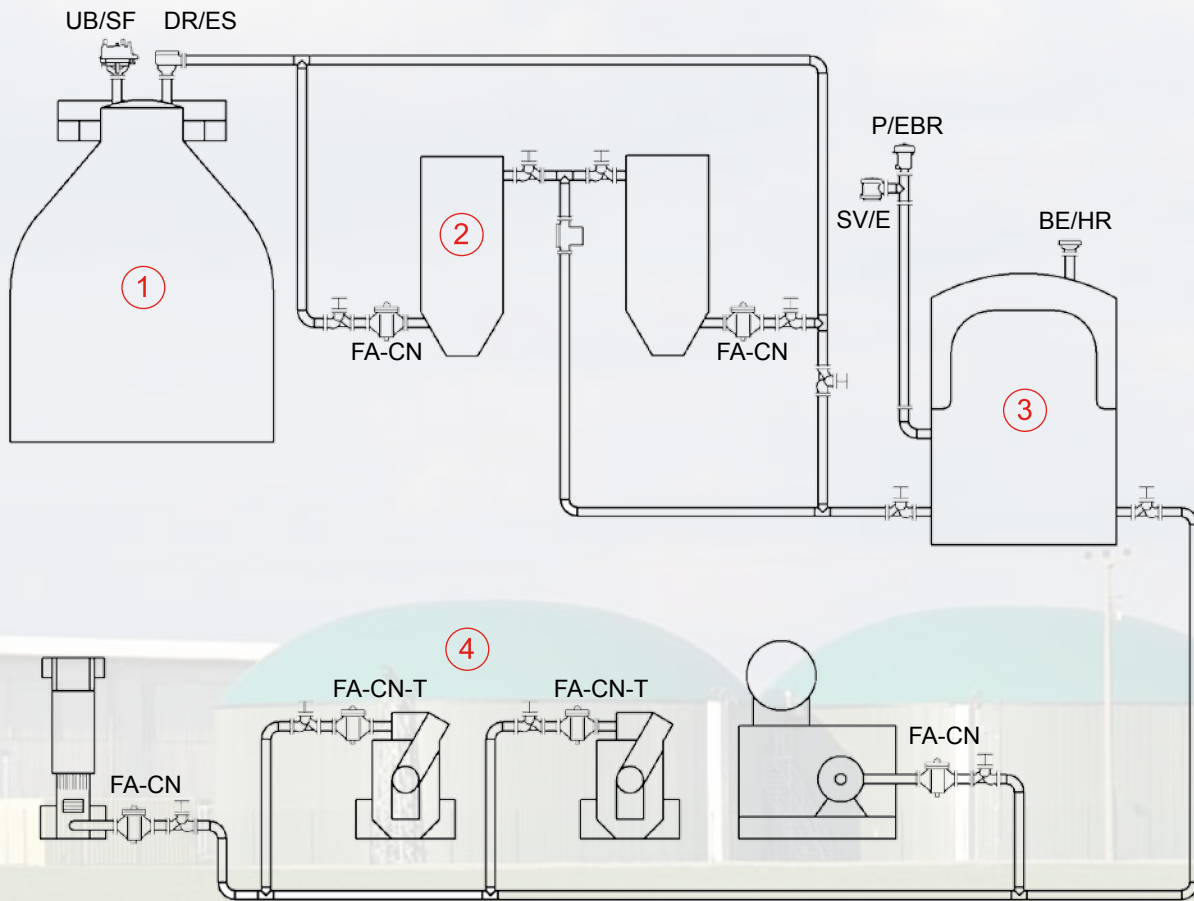 UB/SF
DR/ES
P/EBR
SV/E
BE/HR
2
1
FA-CN
FA-CN
3
4
FA-CN-T
FA-CN-T
FA-CN
FA-CN